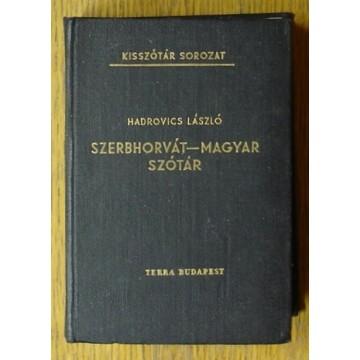 KISSZÓTÁR SOROZAT
HADROVICS LÁSZLÓ
SZERBHORVÁT—MAGYAR
SZÓTÁR
TERRA BUDAPEST